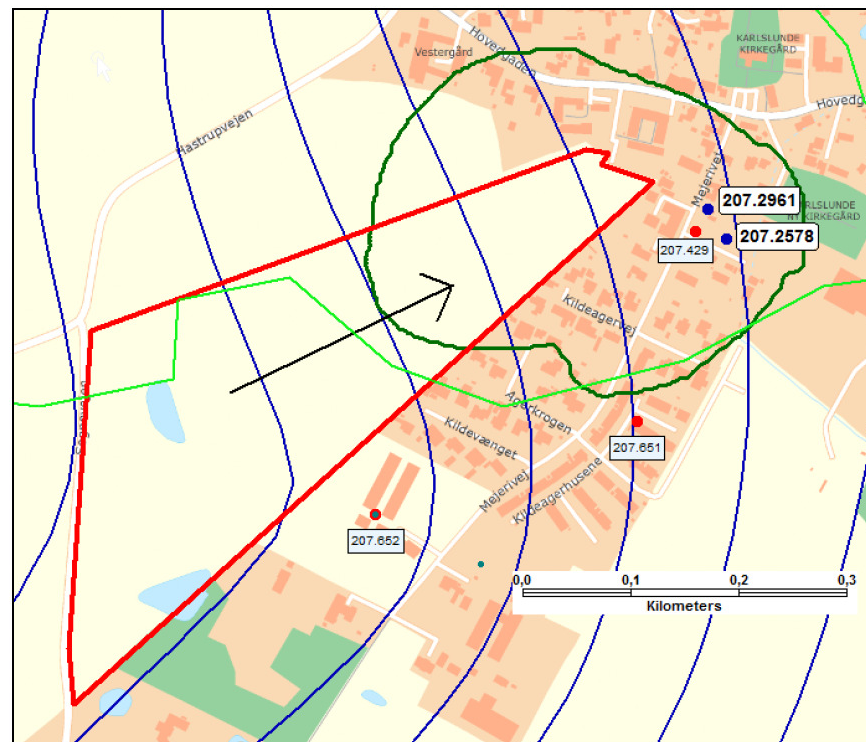 KARLSLUNDE
KIRKEGÅRD
Vestergård
Hovedgaden
Hovedga
Hastrupvejen
Mejerivej
207.2961
KARLSLUNDE
NY KIRKEGÅRD
207.2578
207.429
Kildeagervej
Agerkrogen
Kildevænget
207.651
Mejerivej
Kildeagerhusene
207.652
0,0 0,1 0,2 0,3
Kilometers